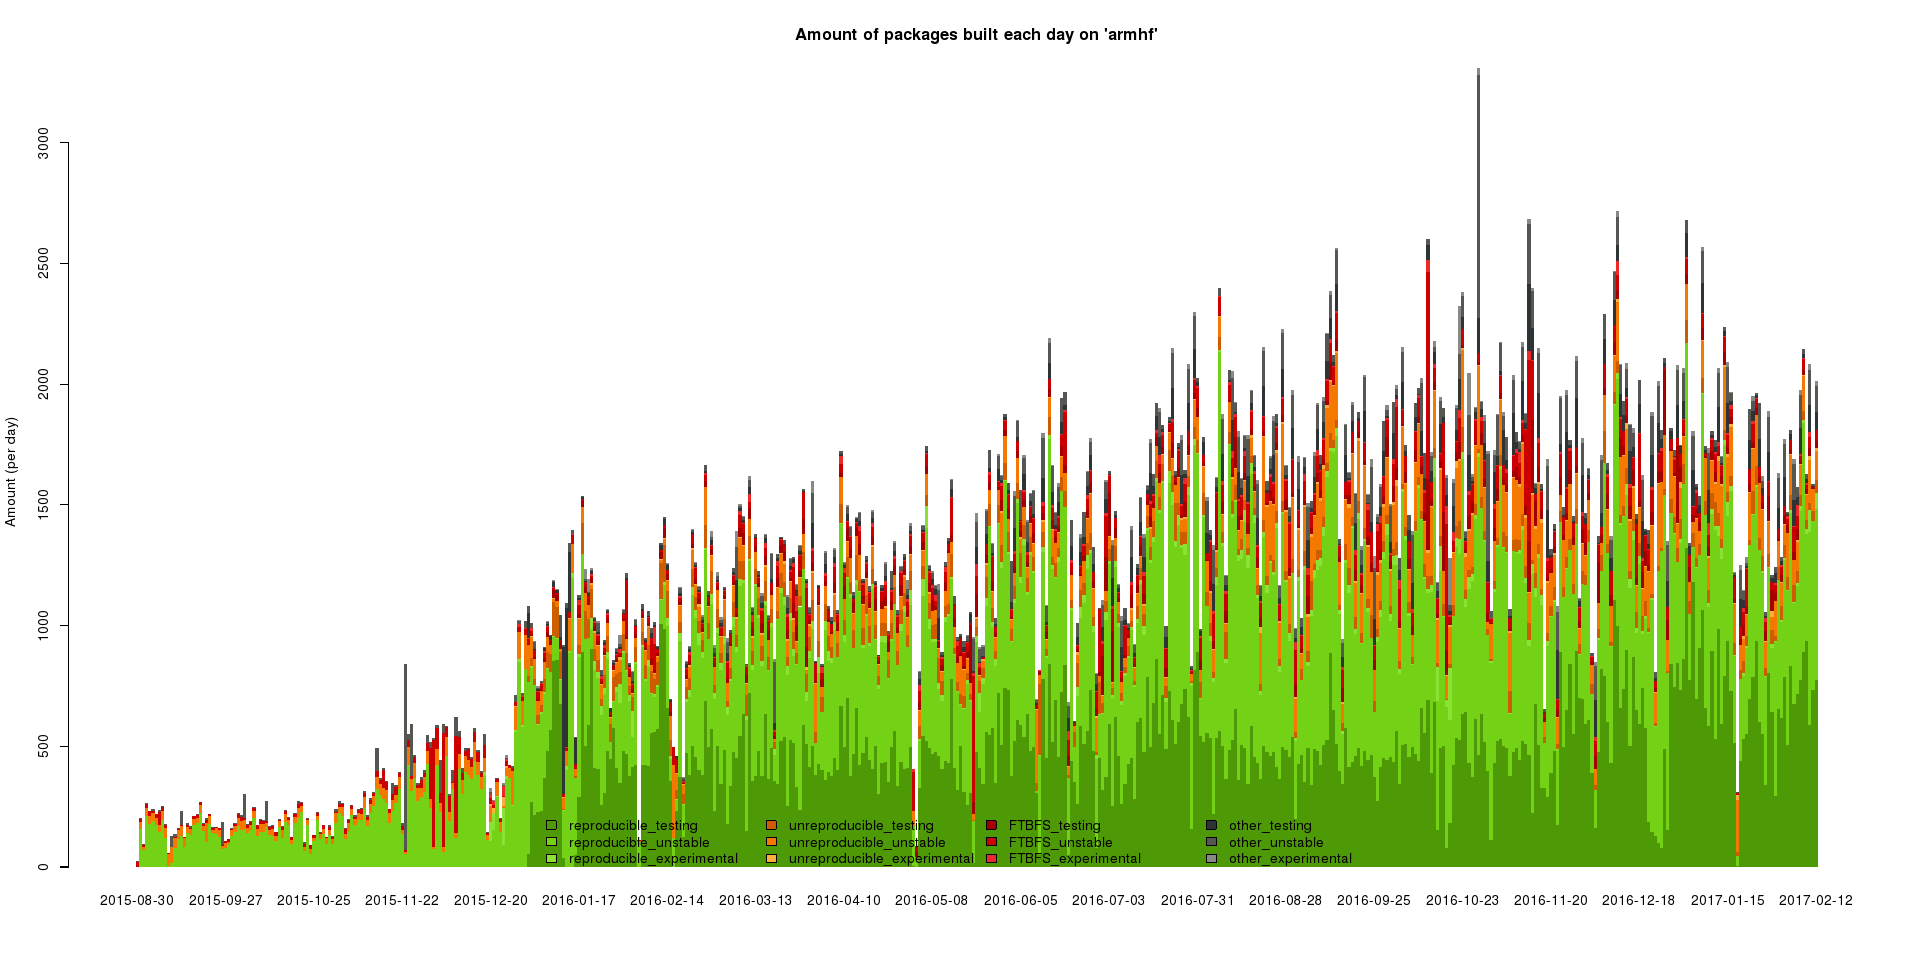 Amount of packages built each day on 'armhf'
3000
2500
2000
1500
1000
500
0
Amount (per day)
reproducible_testing unreproducible_testing FTBFS_testing other_testing
reproducible_unstable unreproducible_unstable FTBFS_unstable other_unstable
reproducible_experimental unreproducible_experimental FTBFS_experimental other_experimental
2015-08-30 2015-09-27 2015-10-25 2015-11-22 2015-12-20 2016-01-17 2016-02-14 2016-03-13 2016-04-10 2016-05-08 2016-06-05 2016-07-03 2016-07-31 2016-08-28 2016-09-25 2016-10-23 2016-11-20 2016-12-18 2017-01-15 2017-02-12